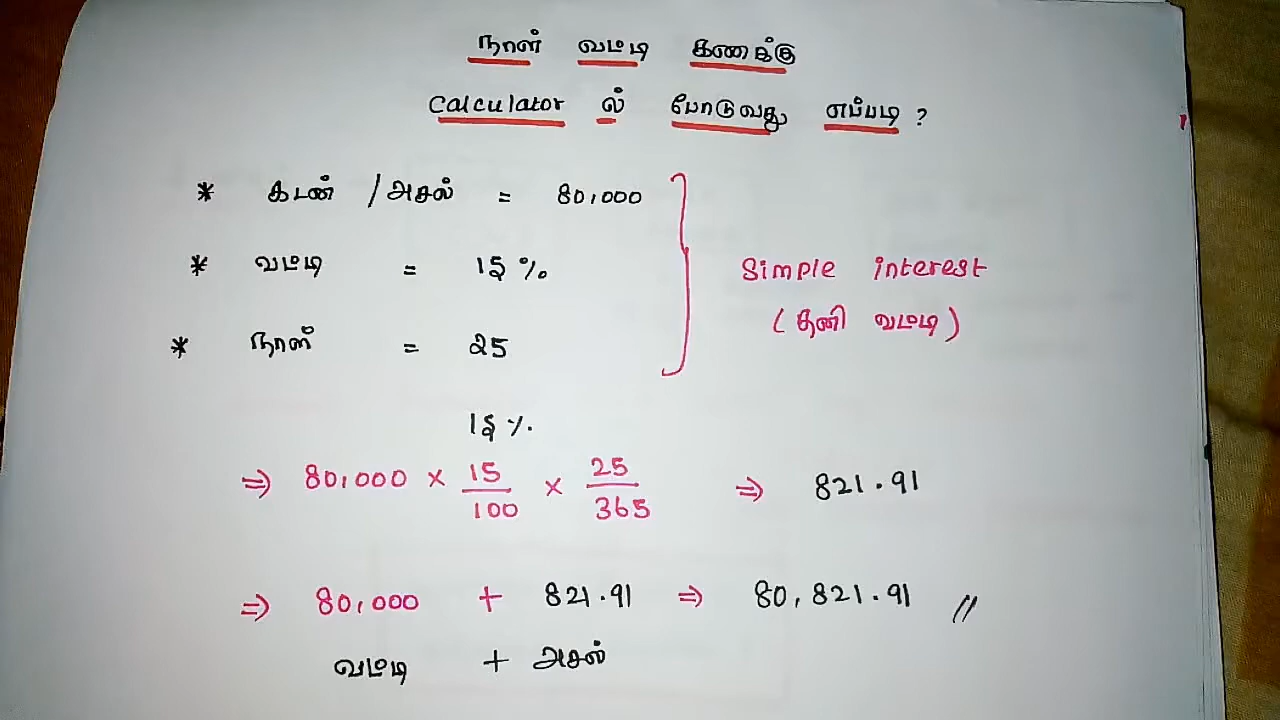 நாள் வட்டி கணக்கு
Calculator ல் போடுவது எப்படி ?
* கடன் / அசல் = 80,000
* வட்டி = 15 %
Simple interest
(தனி வட்டி)
* நாள் = 25
15 %.
⇒ 80,000 × 15/100 × 25/365 ⇒ 821.91
⇒ 80,000 + 821.91 ⇒ 80,821.91 //
வட்டி + அசல்